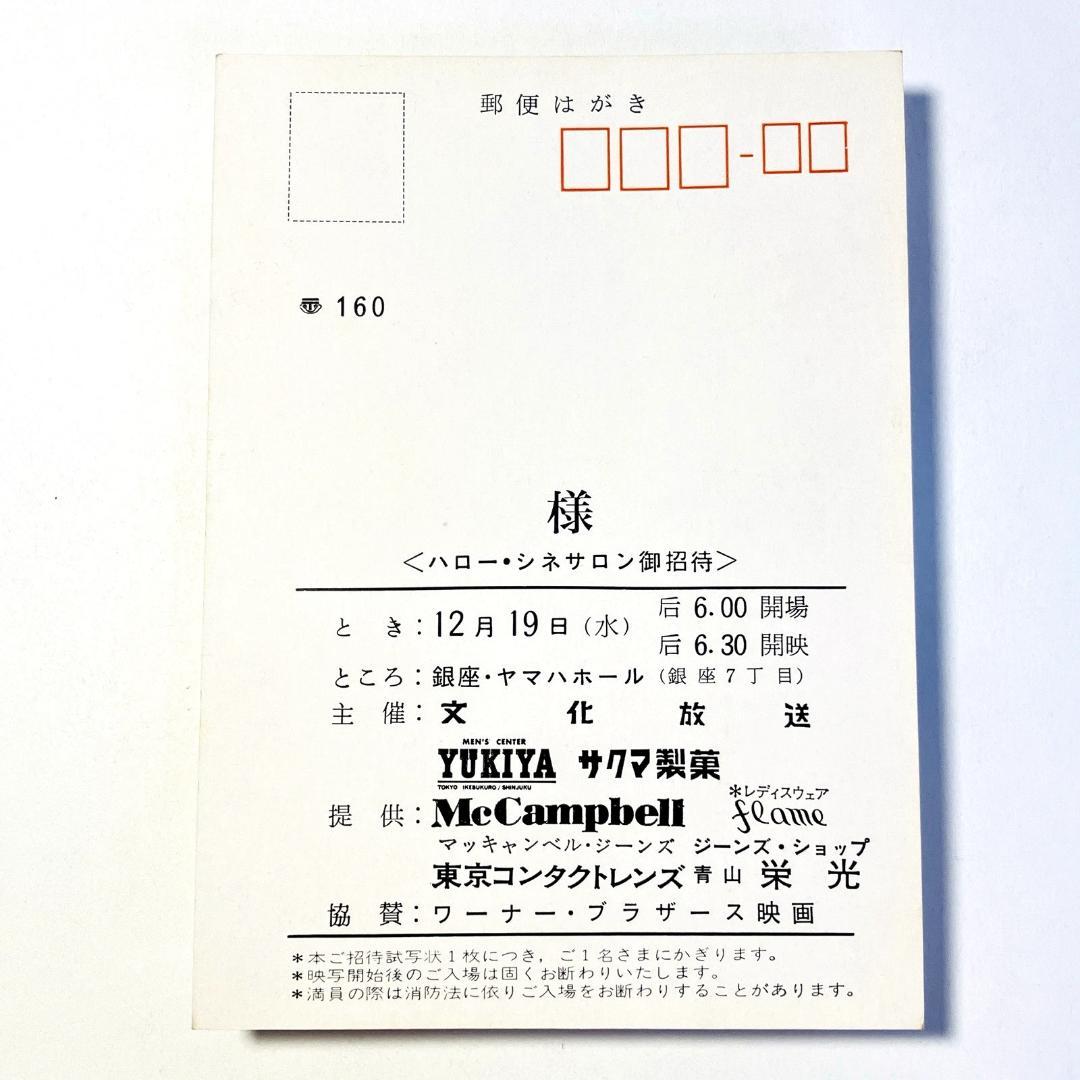 郵便はがき
〒 160
様
<ハロー・シネサロン御招待>
とき:12月19日(水) 后6.00開場
后6.30開映
ところ:銀座・ヤマハホール(銀座7丁目)
主催:文化放送
MEN'S CENTER
YUKIYA サクマ製菓
TOKYO IKEBUKURO / SHINJUKU
*レディスウェア
提供:McCampbell flame
マッキャンベル・ジーンズ ジーンズ・ショップ
東京コンタクトレンズ 青山 栄光
協賛:ワーナー・ブラザース映画
*本ご招待試写状1枚につき,ご1名さまにかぎります。
*映写開始後のご入場は固くお断わりいたします。
*満員の際は消防法に依りご入場をお断わりすることがあります。